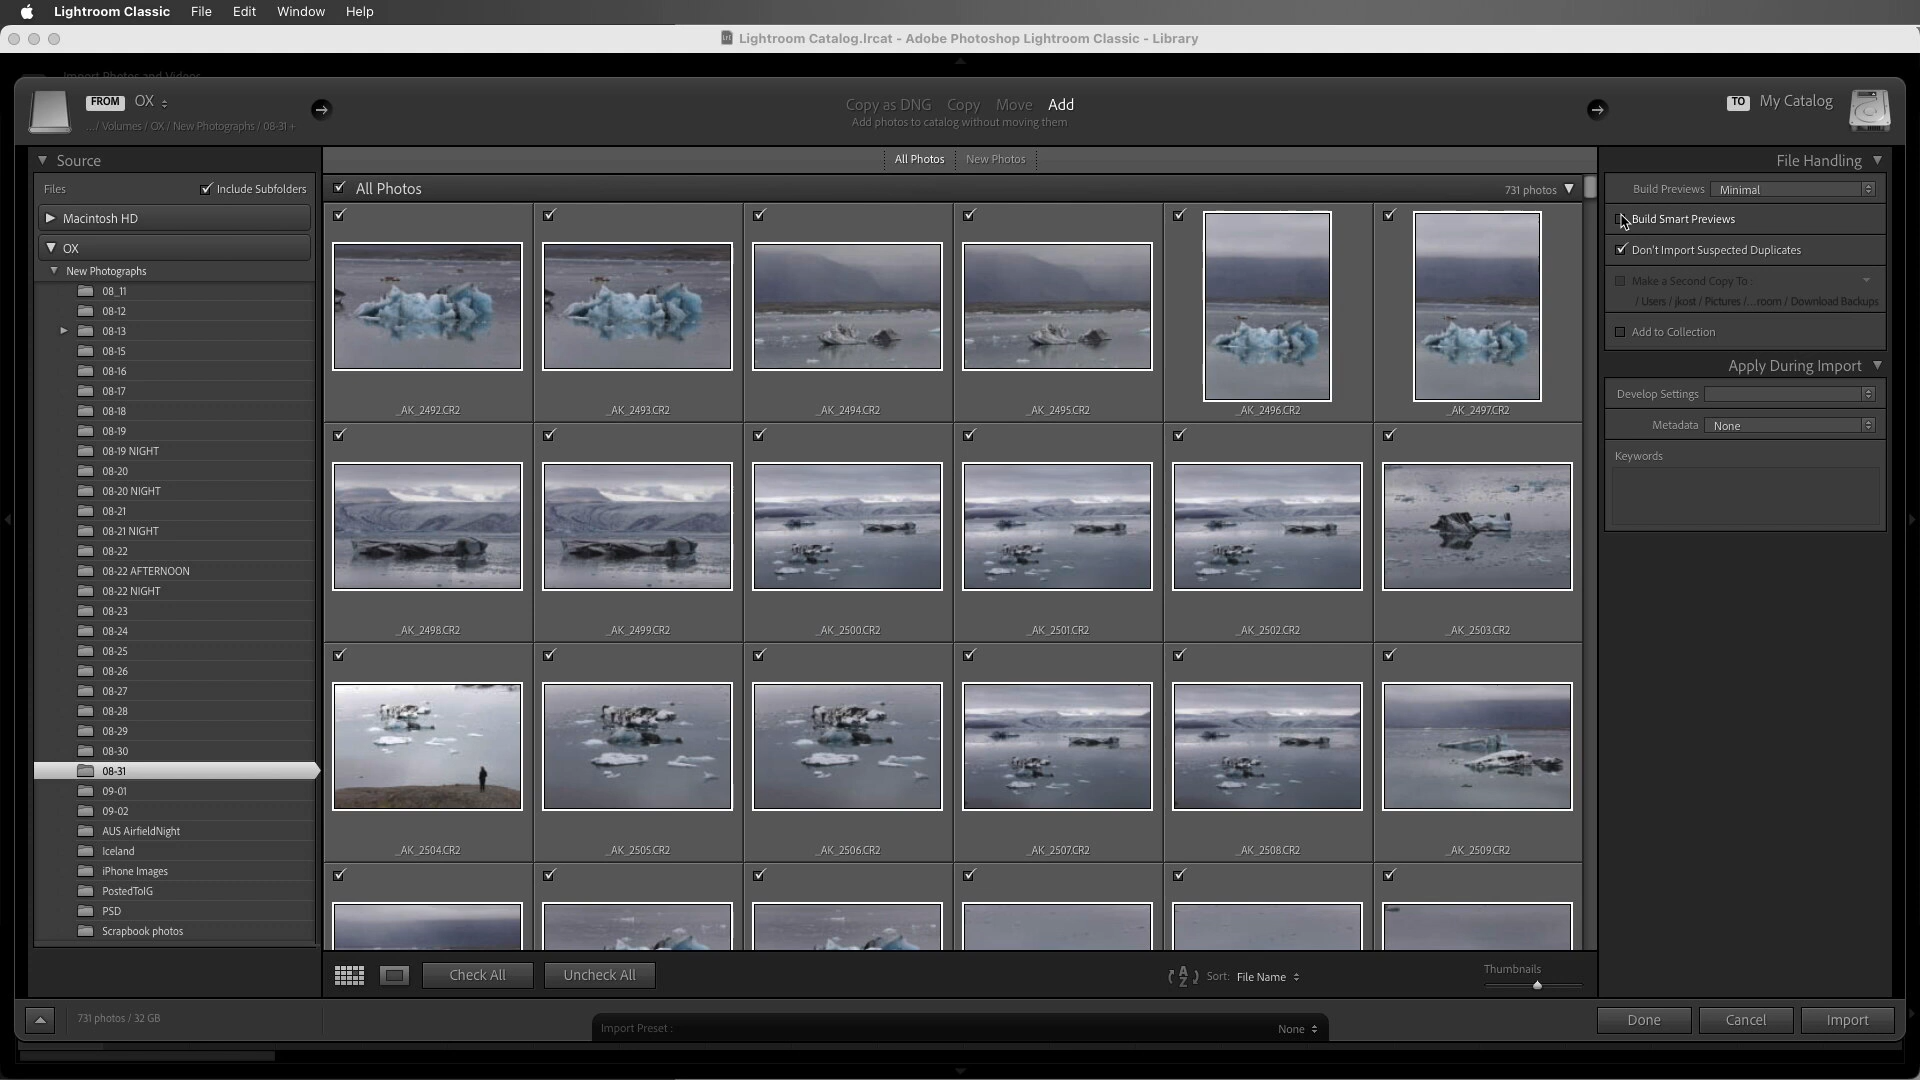 Lightroom Classic File Edit Window Help
Lightroom Catalog.lrcat - Adobe Photoshop Lightroom Classic - Library
Import Photos and Videos
FROM OX
.../ Volumes / OX / New Photographs / 08-31 +
Copy as DNG Copy Move Add
Add photos to catalog without moving them
TO My Catalog
Source
Files Include Subfolders
Macintosh HD
OX
New Photographs
08_11
08-12
08-13
08-15
08-16
08-17
08-18
08-19
08-19 NIGHT
08-20
08-20 NIGHT
08-21
08-21 NIGHT
08-22
08-22 AFTERNOON
08-22 NIGHT
08-23
08-24
08-25
08-26
08-27
08-28
08-29
08-30
08-31
09-01
09-02
AUS AirfieldNight
Iceland
iPhone Images
PostedToIG
PSD
Scrapbook photos
All Photos New Photos
All Photos 731 photos
_AK_2492.CR2 _AK_2493.CR2 _AK_2494.CR2 _AK_2495.CR2 _AK_2496.CR2 _AK_2497.CR2
_AK_2498.CR2 _AK_2499.CR2 _AK_2500.CR2 _AK_2501.CR2 _AK_2502.CR2 _AK_2503.CR2
_AK_2504.CR2 _AK_2505.CR2 _AK_2506.CR2 _AK_2507.CR2 _AK_2508.CR2 _AK_2509.CR2
Check All Uncheck All
A
Z
Sort: File Name
Thumbnails
File Handling
Build Previews Minimal
Build Smart Previews
Don't Import Suspected Duplicates
Make a Second Copy To :
/ Users / jkost / Pictures /...room / Download Backups
Add to Collection
Apply During Import
Develop Settings
Metadata None
Keywords
731 photos / 32 GB
Import Preset : None
Done Cancel Import